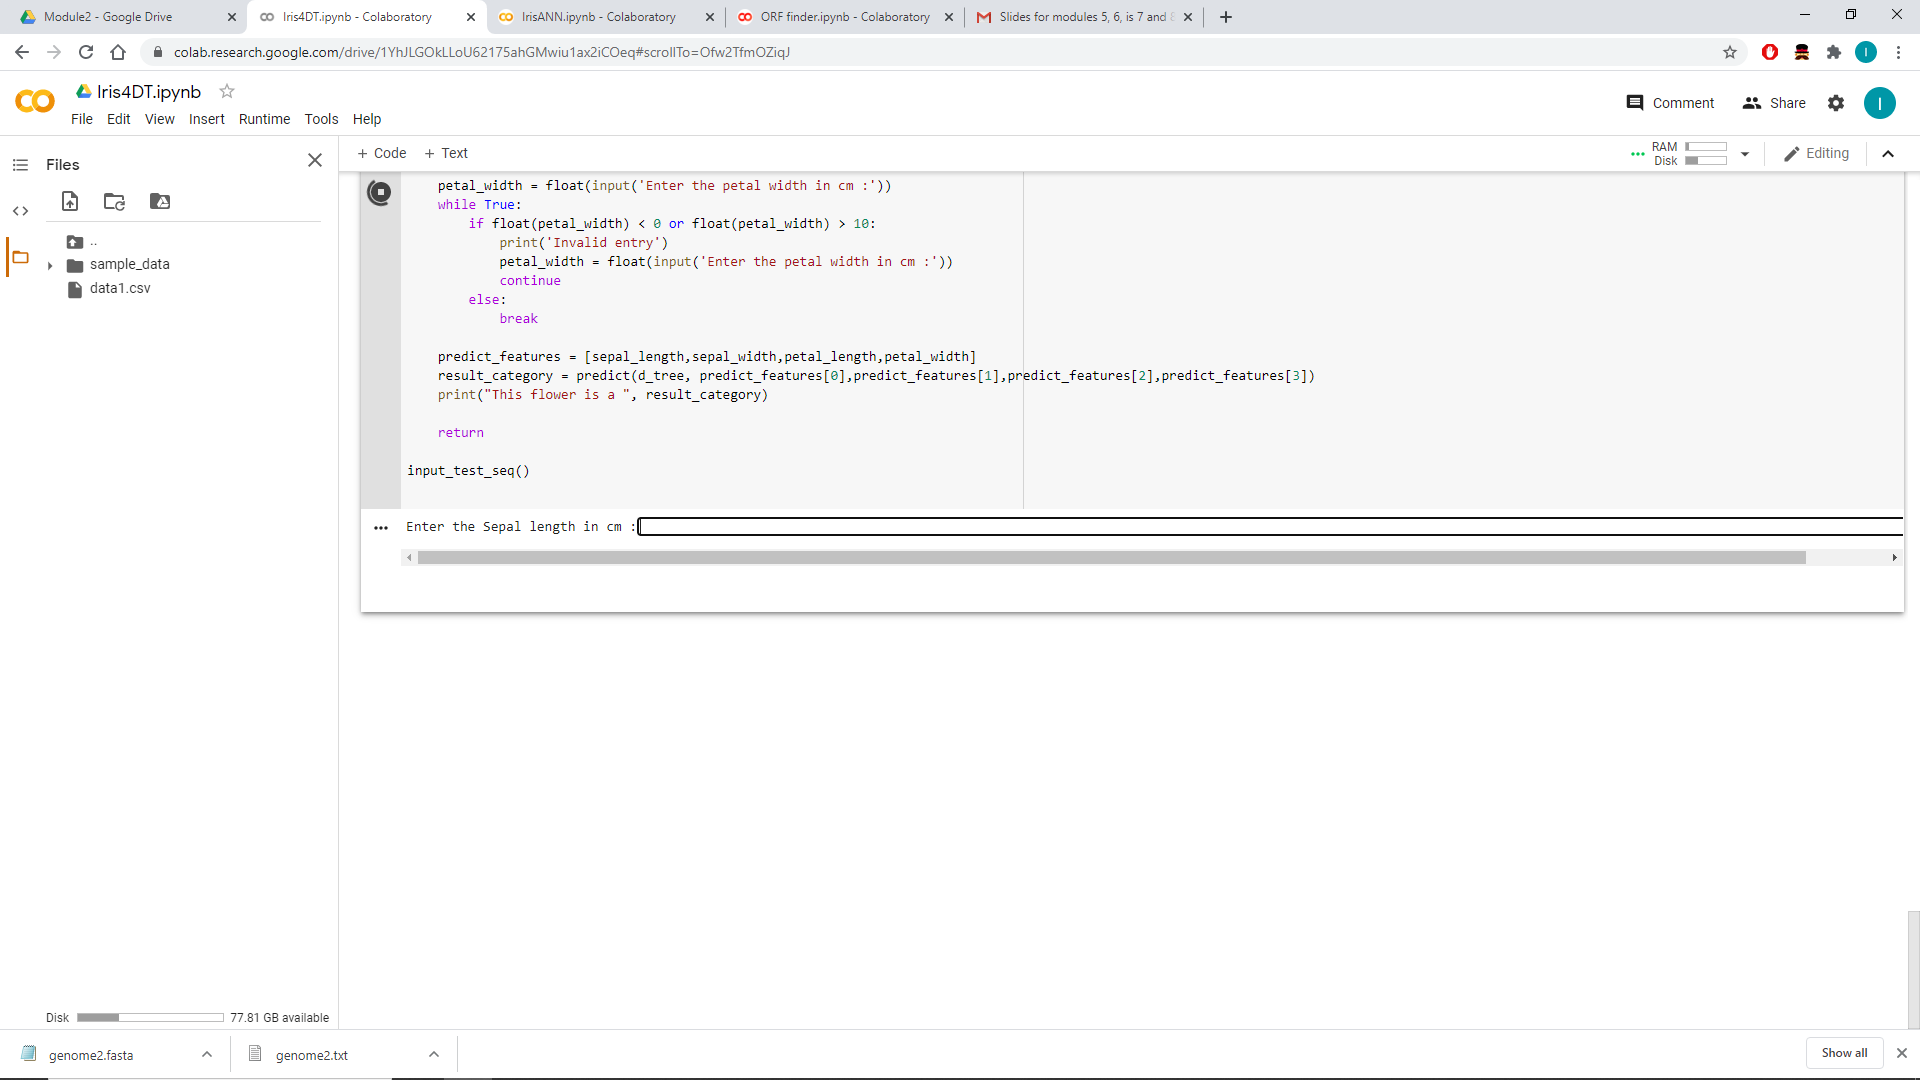 Module2 - Google Drive
Iris4DT.ipynb - Colaboratory
IrisANN.ipynb - Colaboratory
ORF finder.ipynb - Colaboratory
Slides for modules 5, 6, is 7 and 8
colab.research.google.com/drive/1YhJLGOkLLoU62175ahGMwiu1ax2iCOeq#scrollTo=Ofw2TfmOZiqJ
I
Iris4DT.ipynb
Comment
Share
I
File Edit View Insert Runtime Tools Help
Files
+ Code + Text
RAM
Disk
Editing
..
sample_data
data1.csv
petal_width = float(input('Enter the petal width in cm :'))
while True:
if float(petal_width) < 0 or float(petal_width) > 10:
print('Invalid entry')
petal_width = float(input('Enter the petal width in cm :'))
continue
else:
break
predict_features = [sepal_length,sepal_width,petal_length,petal_width]
result_category = predict(d_tree, predict_features[0],predict_features[1],predict_features[2],predict_features[3])
print("This flower is a ", result_category)
return
input_test_seq()
Enter the Sepal length in cm :
Disk 77.81 GB available
genome2.fasta
genome2.txt
Show all